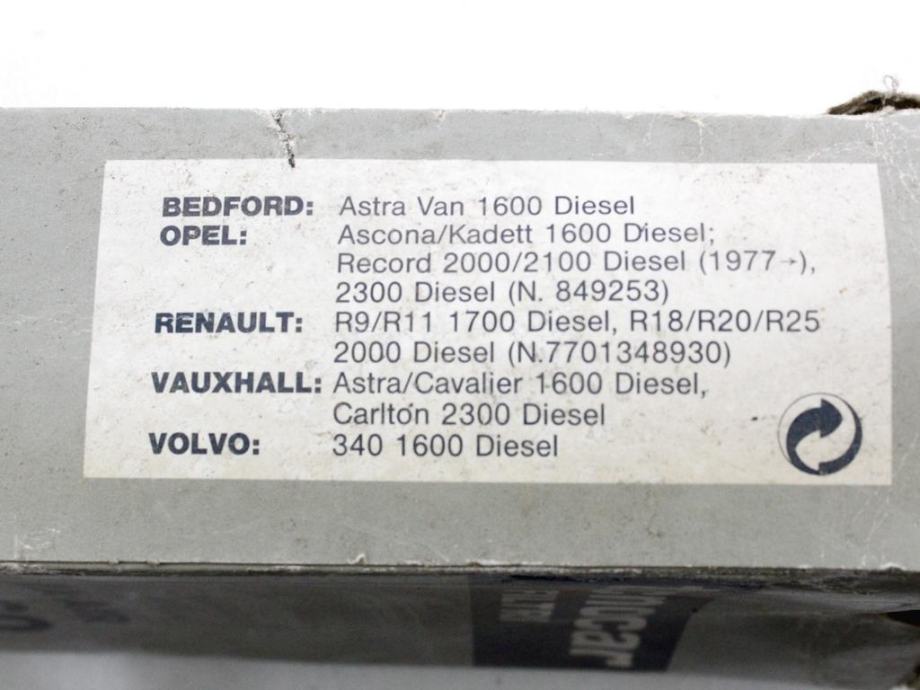 BEDFORD: Astra Van 1600 Diesel
OPEL: Ascona/Kadett 1600 Diesel;
Record 2000/2100 Diesel (1977→),
2300 Diesel (N. 849253)
RENAULT: R9/R11 1700 Diesel, R18/R20/R25
2000 Diesel (N.7701348930)
VAUXHALL: Astra/Cavalier 1600 Diesel,
Carlton 2300 Diesel
VOLVO: 340 1600 Diesel